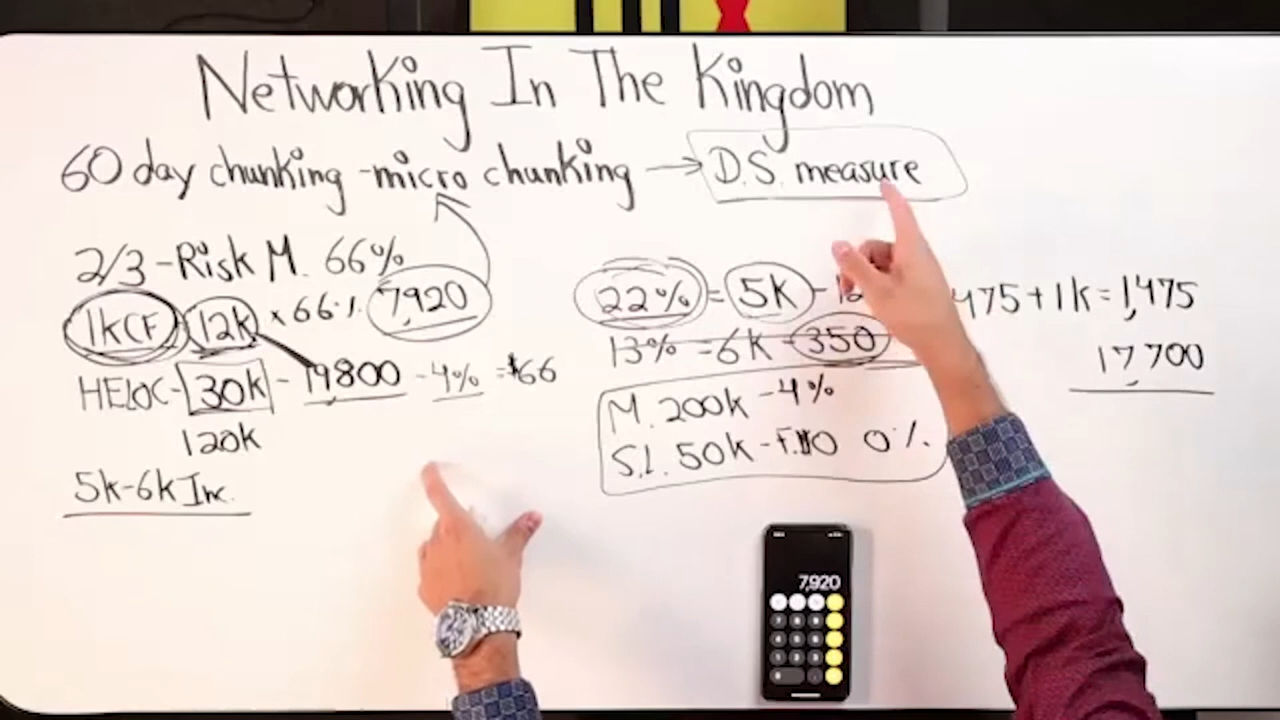 Networking In The Kingdom
60 day chunking - micro chunking → D.S. measure
2/3 - Risk M. 66%
1kCF 12k x 66% 7,920
HELOC - 30k - 19800 - 4% = $66
120k
5k-6k Inc.
22% = 5k -
475 + 1k = 1,475
13% = 6k - 350
17,700
M. 200k - 4%
S.L. 50k - 0%.
7,920